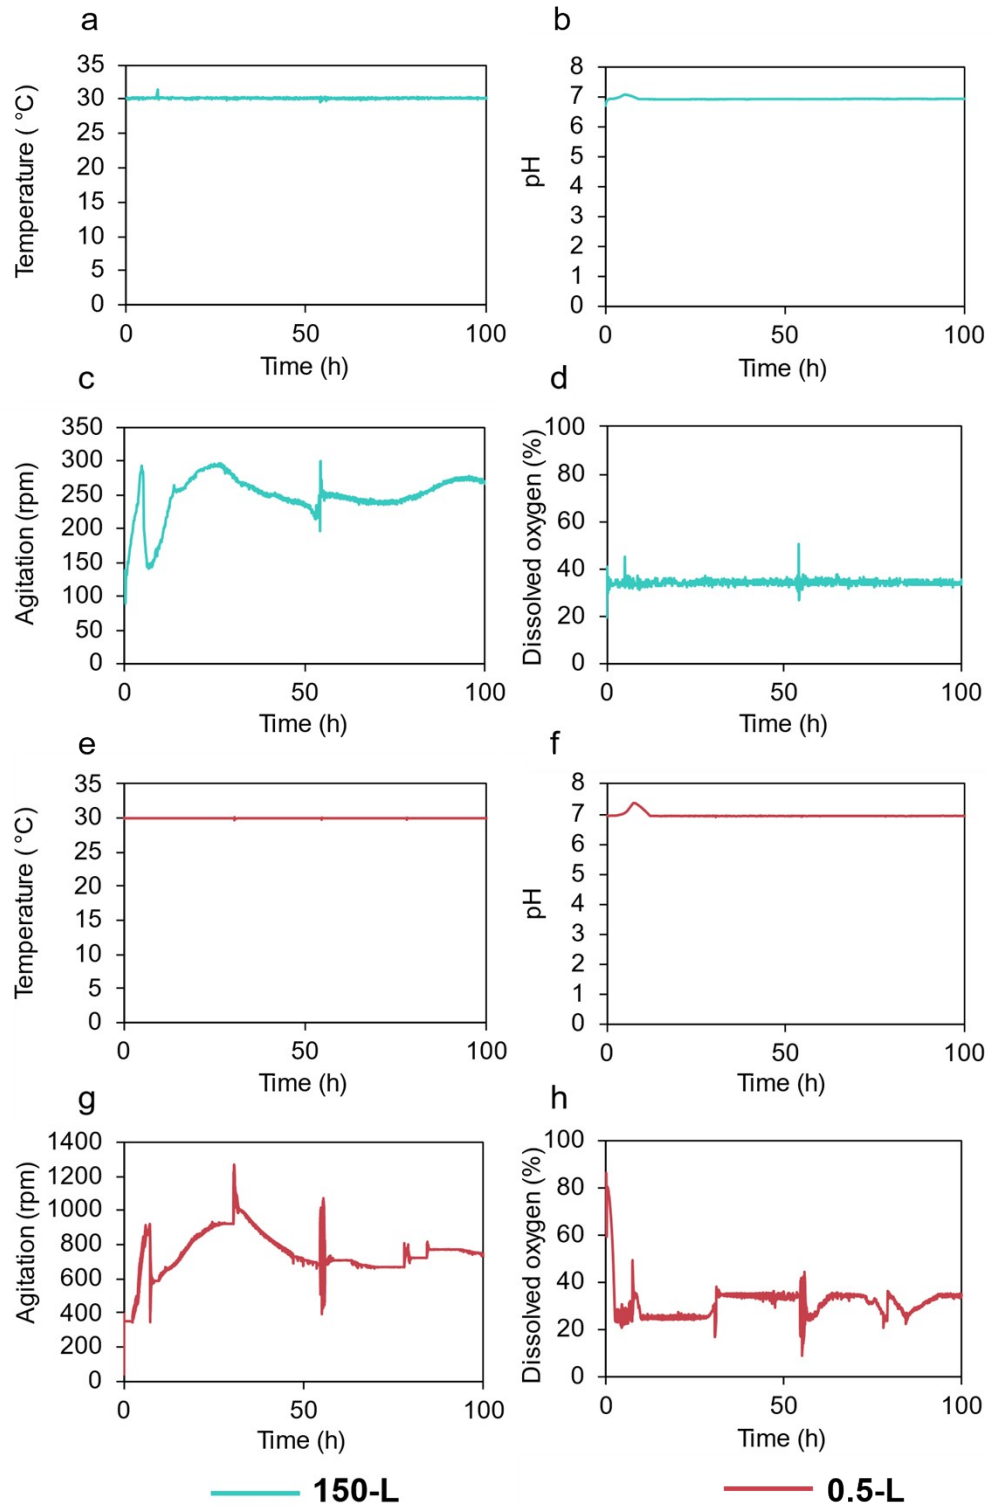 a
Temperature ( °C)
35
30
25
20
15
10
5
0
0 50 100
Time (h)
b
pH
8
7
6
5
4
3
2
1
0
0 50 100
Time (h)
c
Agitation (rpm)
350
300
250
200
150
100
50
0
0 50 100
Time (h)
d
Dissolved oxygen (%)
100
80
60
40
20
0
0 50 100
Time (h)
e
Temperature ( °C)
35
30
25
20
15
10
5
0
0 50 100
Time (h)
f
pH
8
7
6
5
4
3
2
1
0
0 50 100
Time (h)
g
Agitation (rpm)
1400
1200
1000
800
600
400
200
0
0 50 100
Time (h)
h
Dissolved oxygen (%)
100
80
60
40
20
0
0 50 100
Time (h)
150-L
0.5-L